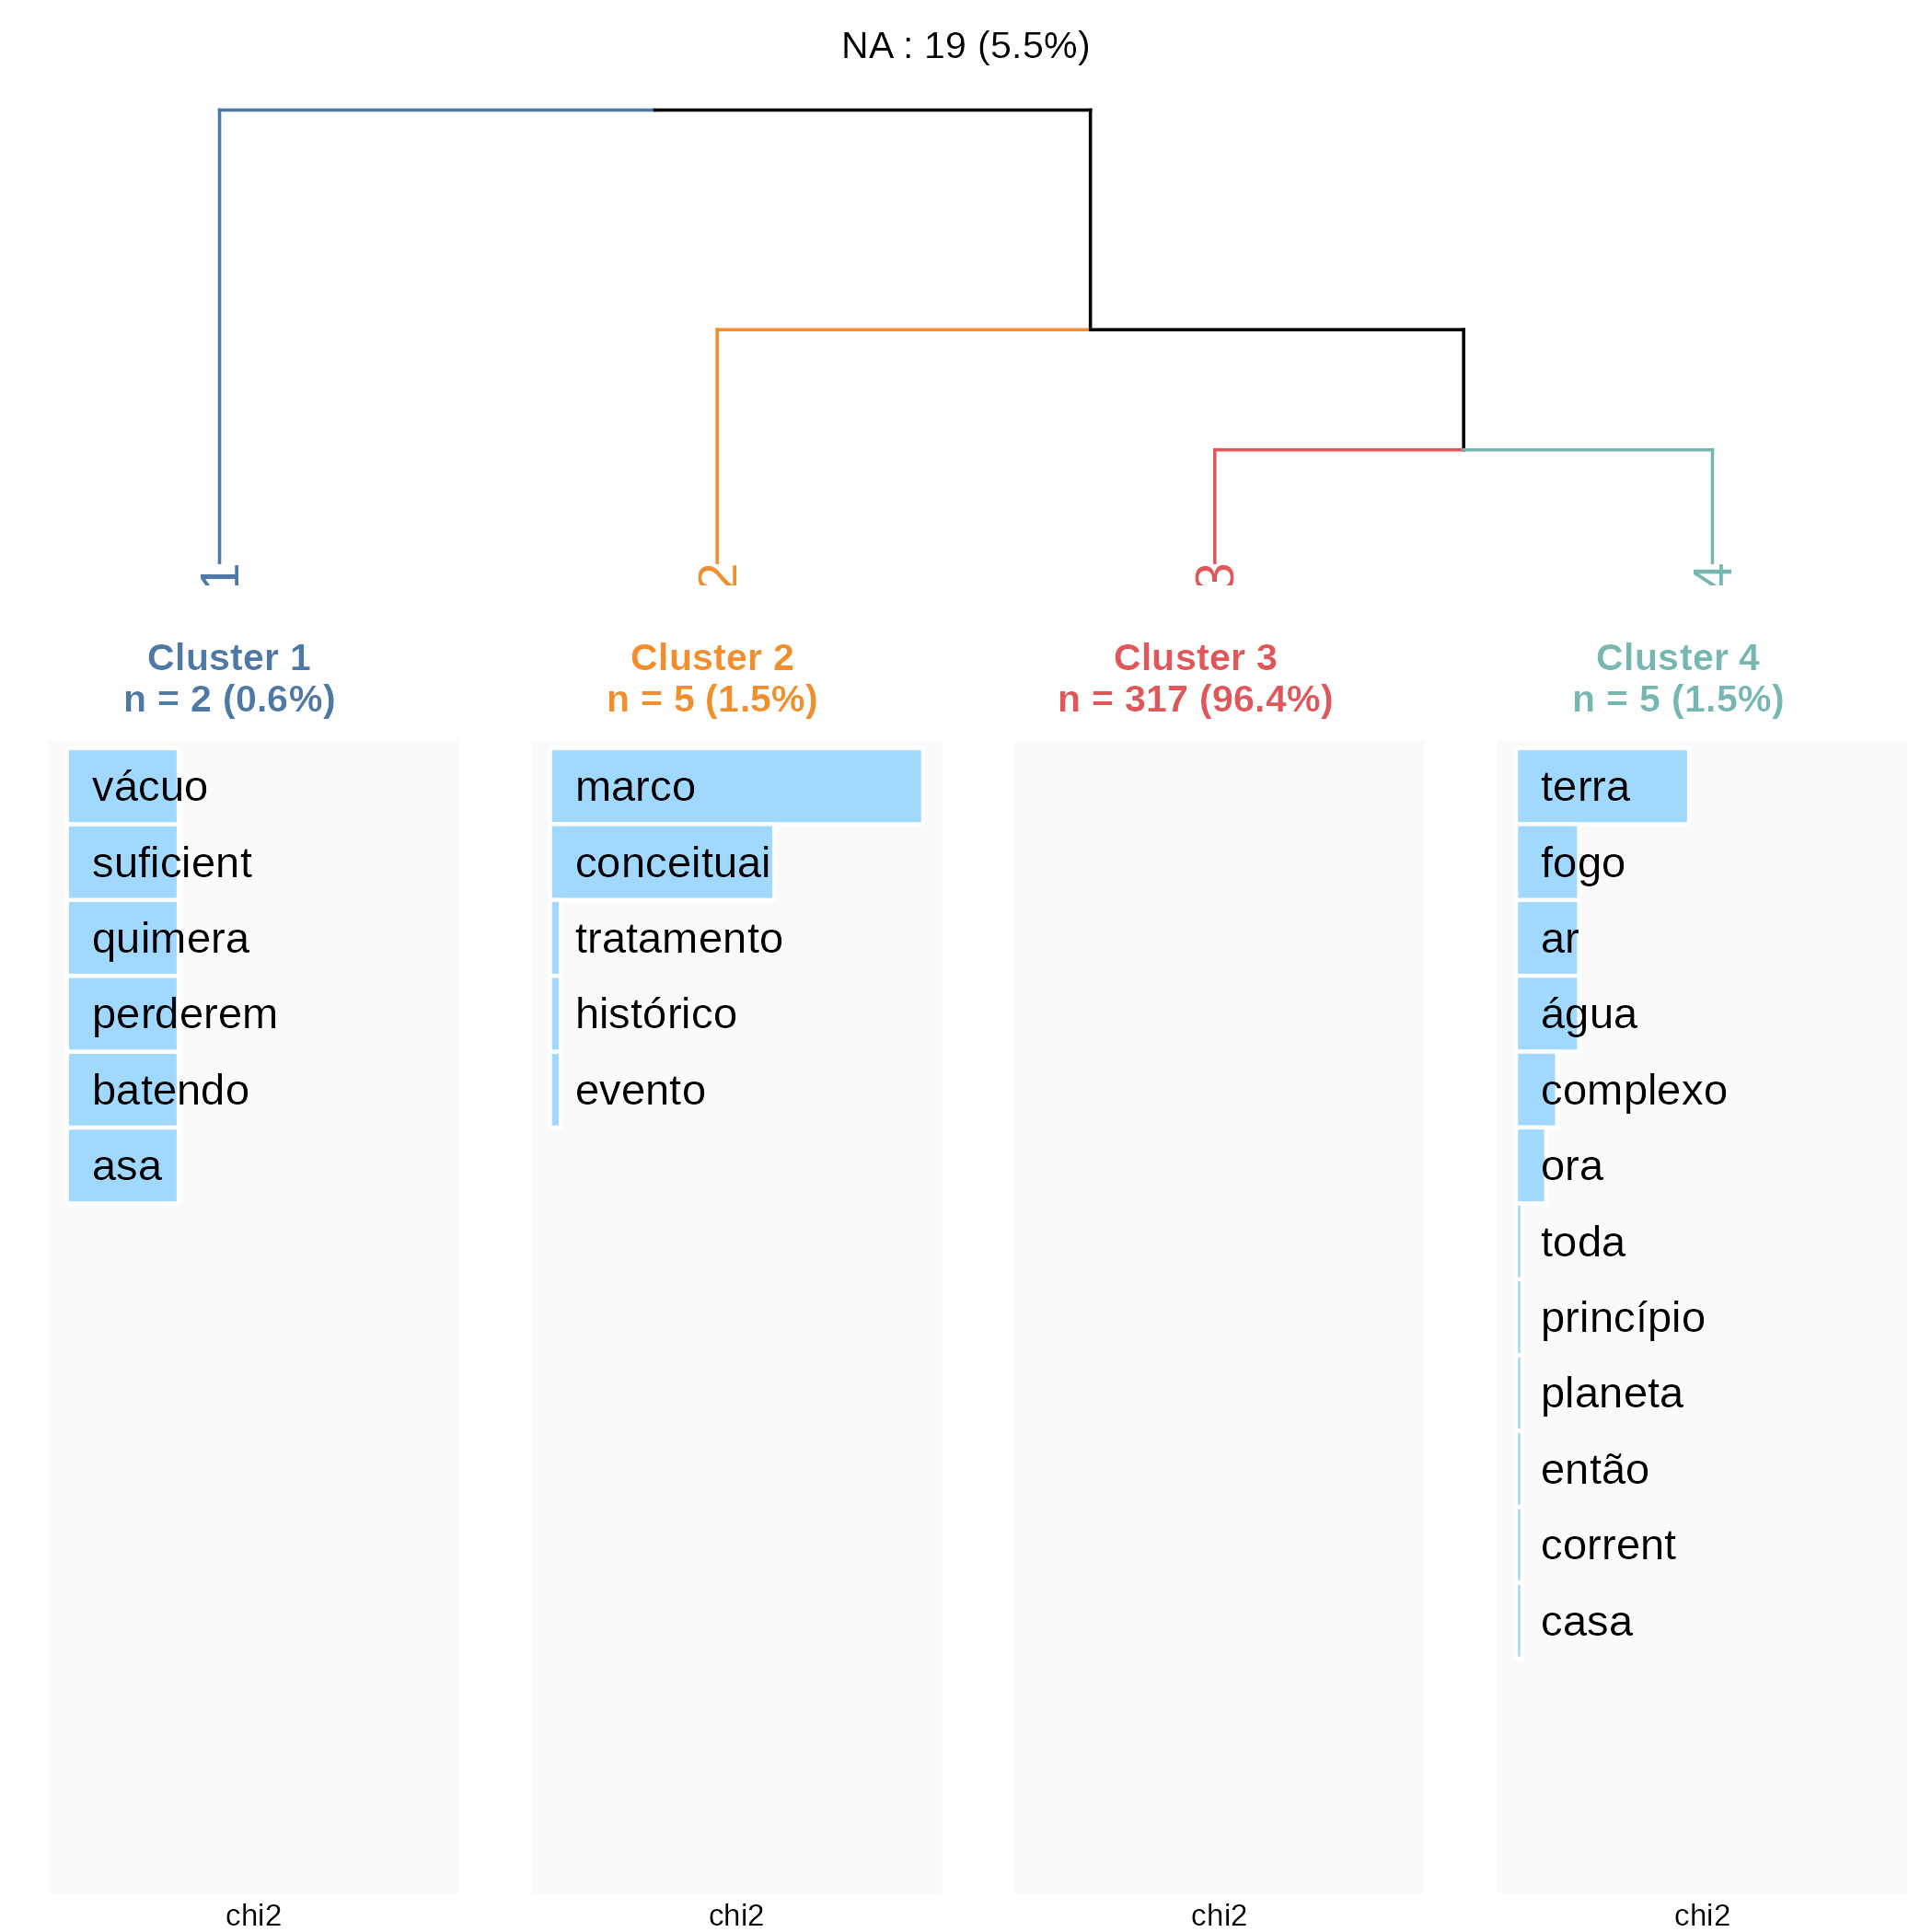 NA : 19 (5.5%)
1
2
3
4
Cluster 1
n = 2 (0.6%)
Cluster 2
n = 5 (1.5%)
Cluster 3
n = 317 (96.4%)
Cluster 4
n = 5 (1.5%)
vácuo
suficient
quimera
perderem
batendo
asa
chi2
marco
conceituai
tratamento
histórico
evento
chi2
chi2
terra
fogo
ar
água
complexo
ora
toda
princípio
planeta
então
corrent
casa
chi2